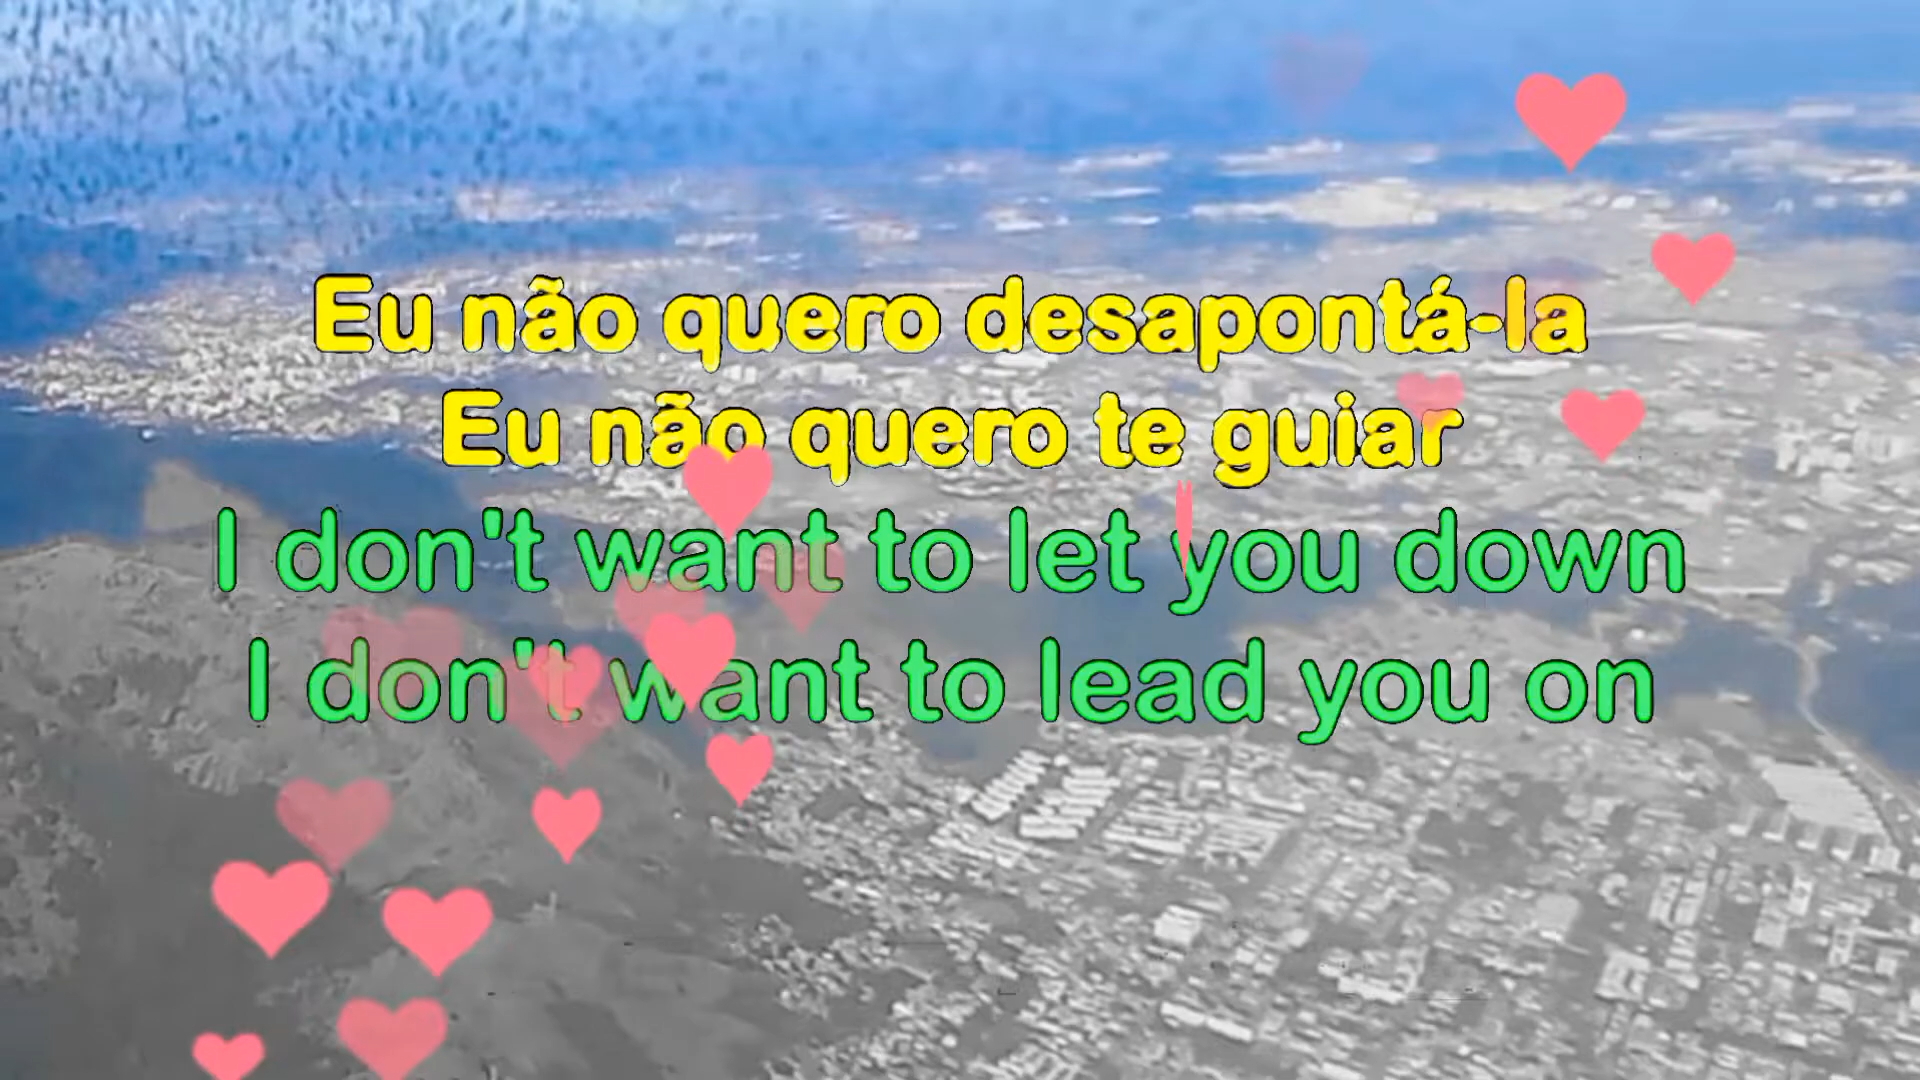 Eu não quero desapontá-la
Eu não quero te guiar
I don't want to let you down
I don't want to lead you on